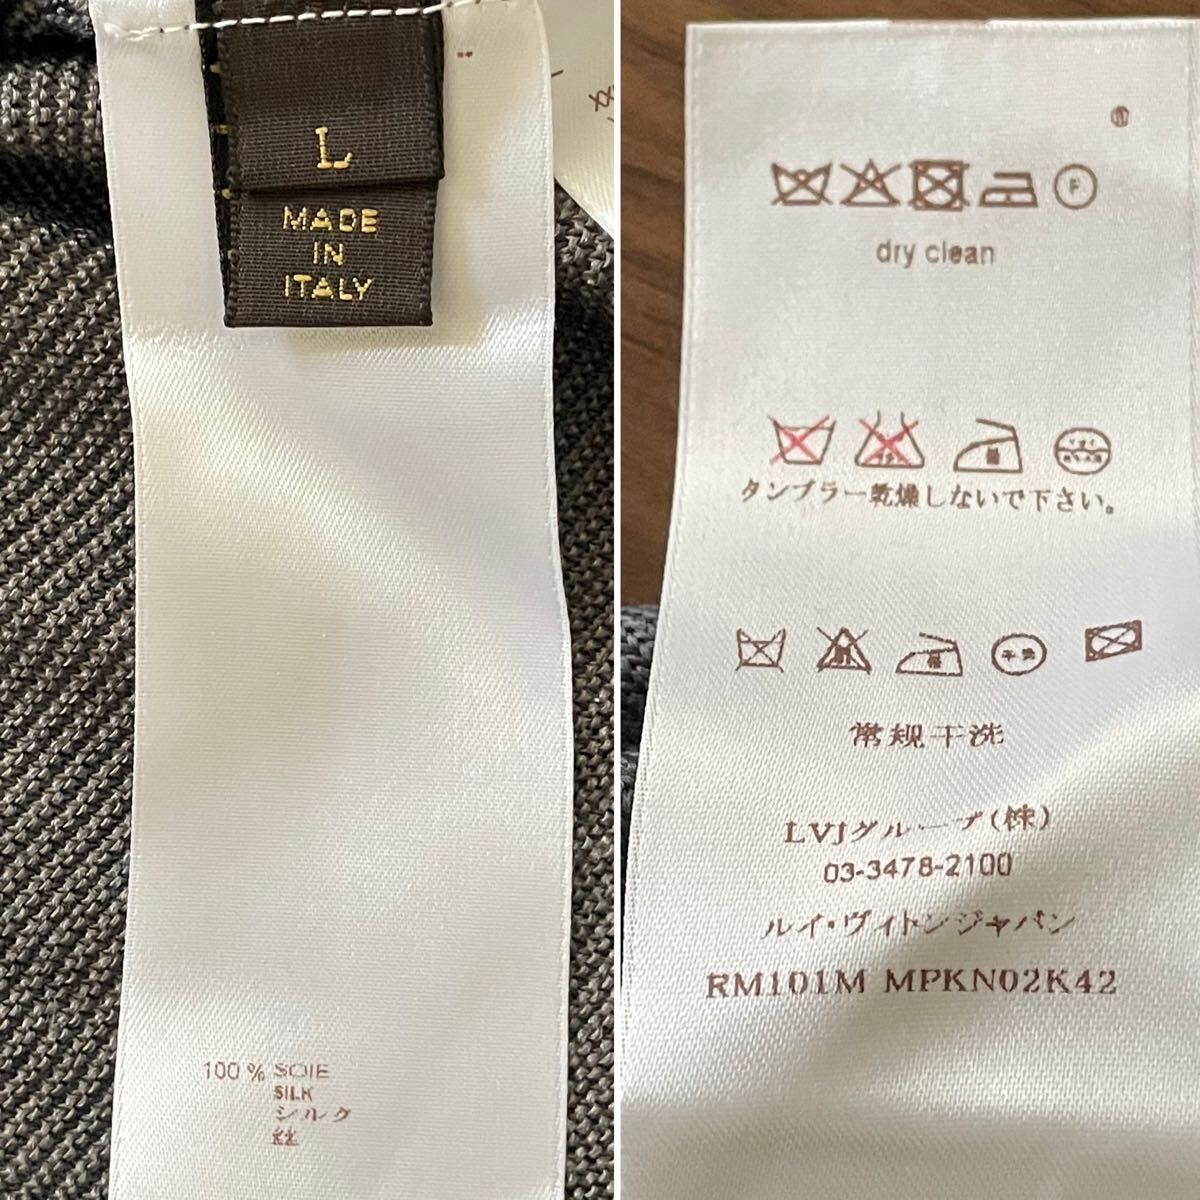 L
MADE
IN
ITALY
100 % SOIE
SILK
シルク
丝
F
dry clean
タンブラー乾燥しないで下さい。
常规干洗
LVJグループ(株)
03-3478-2100
ルイ・ヴィトンジャパン
RM101M MPKN02K42